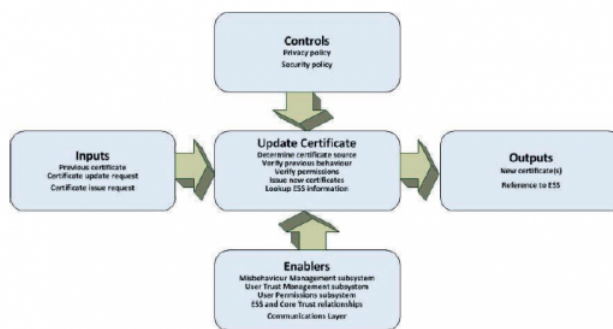 Controls
Privacy policy
Security policy
Inputs
Previous certificate
Certificate update request
Certificate issue request
Update Certificate
Determine certificate source
Verify previous behaviour
Verify permissions
Issue new certificates
Lookup ESS information
Outputs
New certificate(s)
Reference to ESS
Enablers
Misbehaviour Management subsystem
User Trust Management subsystem
User Permissions subsystem
ESS and Core Trust relationships
Communications Layer